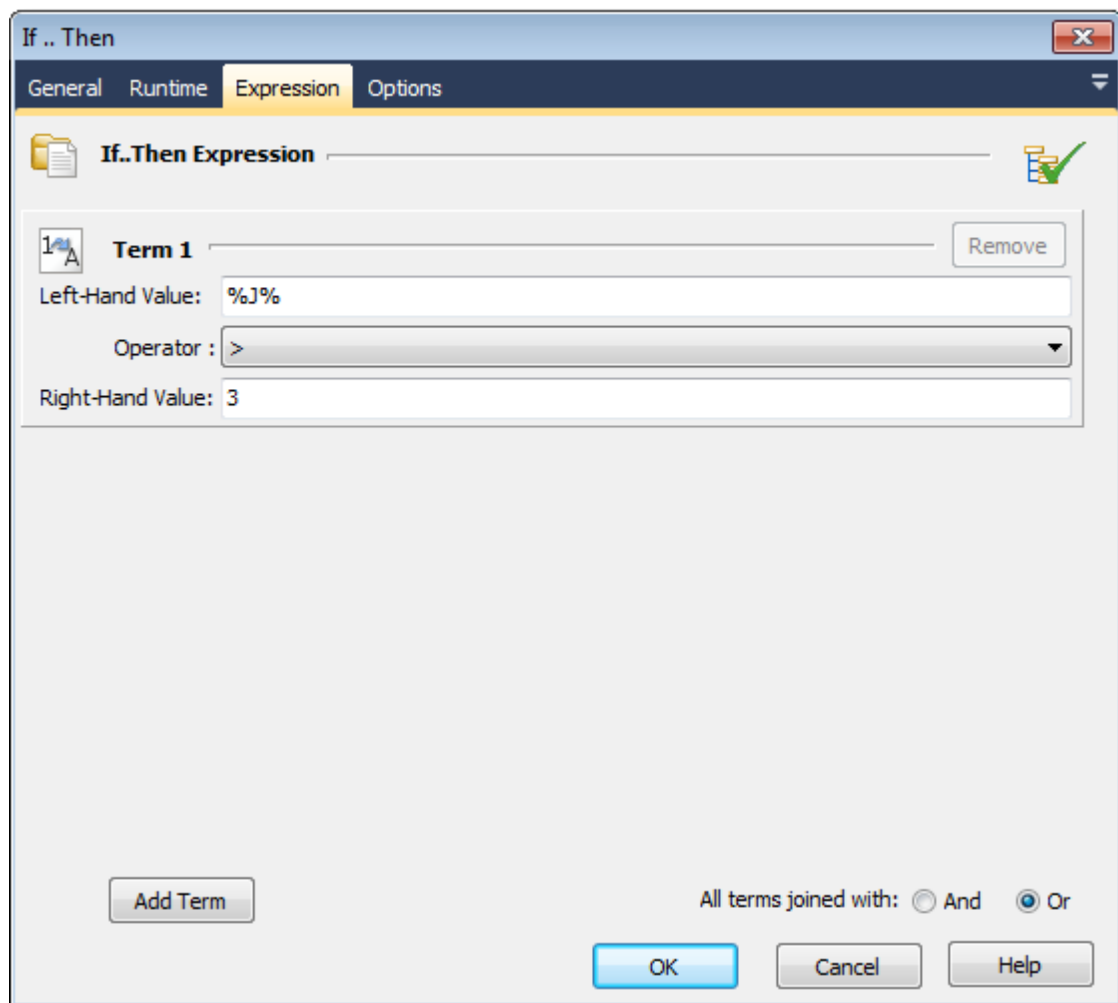 If .. Then
General Runtime Expression Options
If..Then Expression
1 A
Term 1 Remove
Left-Hand Value: %J%
Operator : >
Right-Hand Value: 3
Add Term All terms joined with: And Or
OK Cancel Help